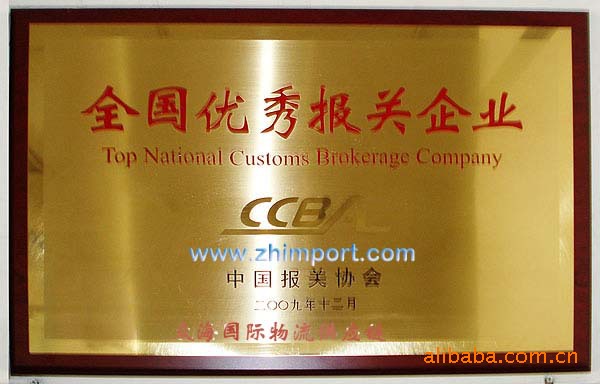 全国优秀报关企业
Top National Customs Brokerage Company
CCBA
www.zhimport.com
中国报关协会
二〇〇九年十二月
海国际物流
alibaba.com.cn